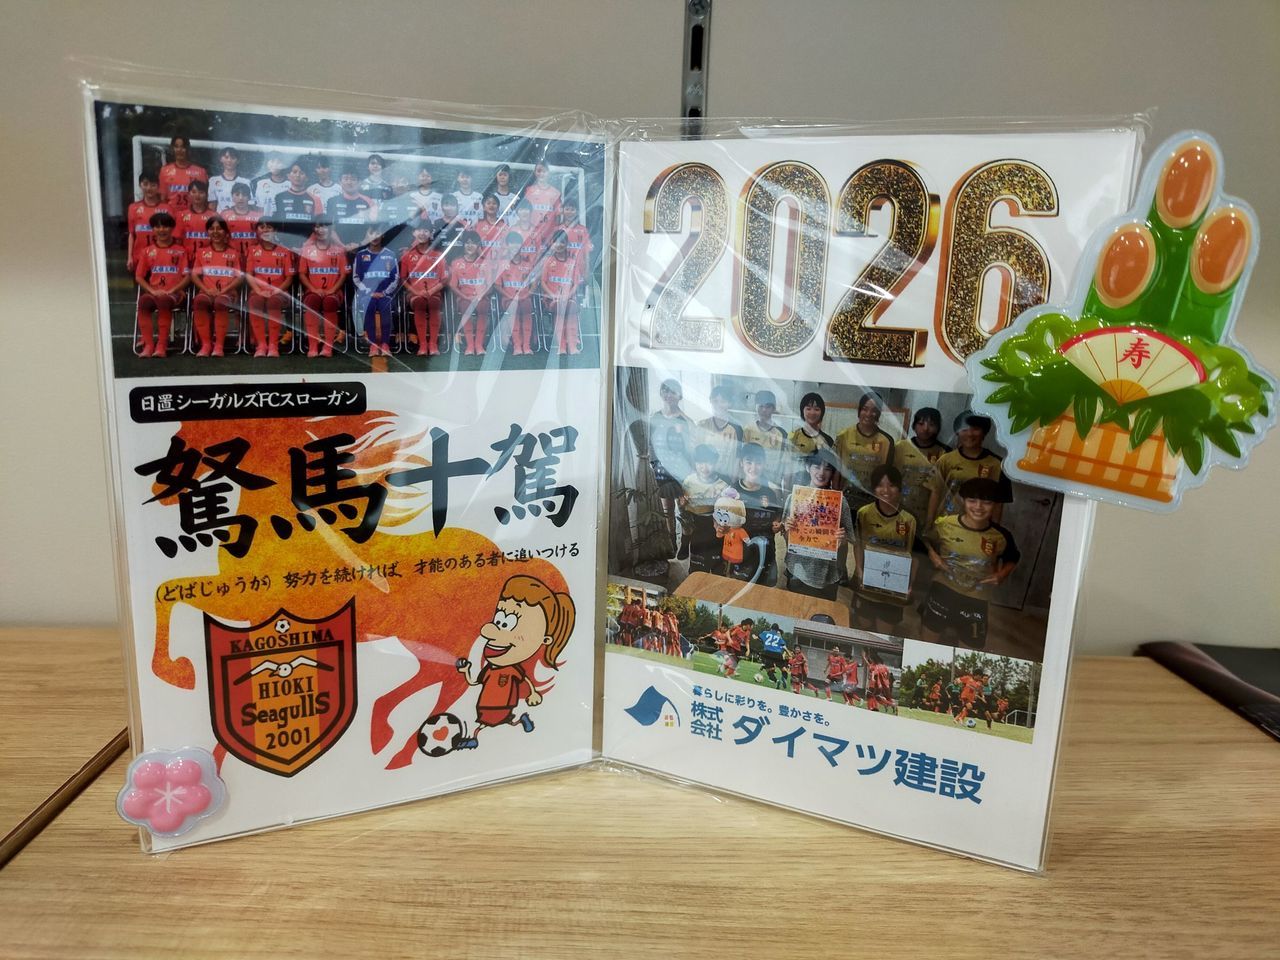 日置シーガルズFCスローガン
駑馬十駕
(どばじゅうが) 努力を続ければ、才能のある者に追いつける
KAGOSHIMA
HIOKI
Seagulls
2001
2026
寿
22
暮らしに彩りを。豊かさを。
株式会社 ダイマツ建設